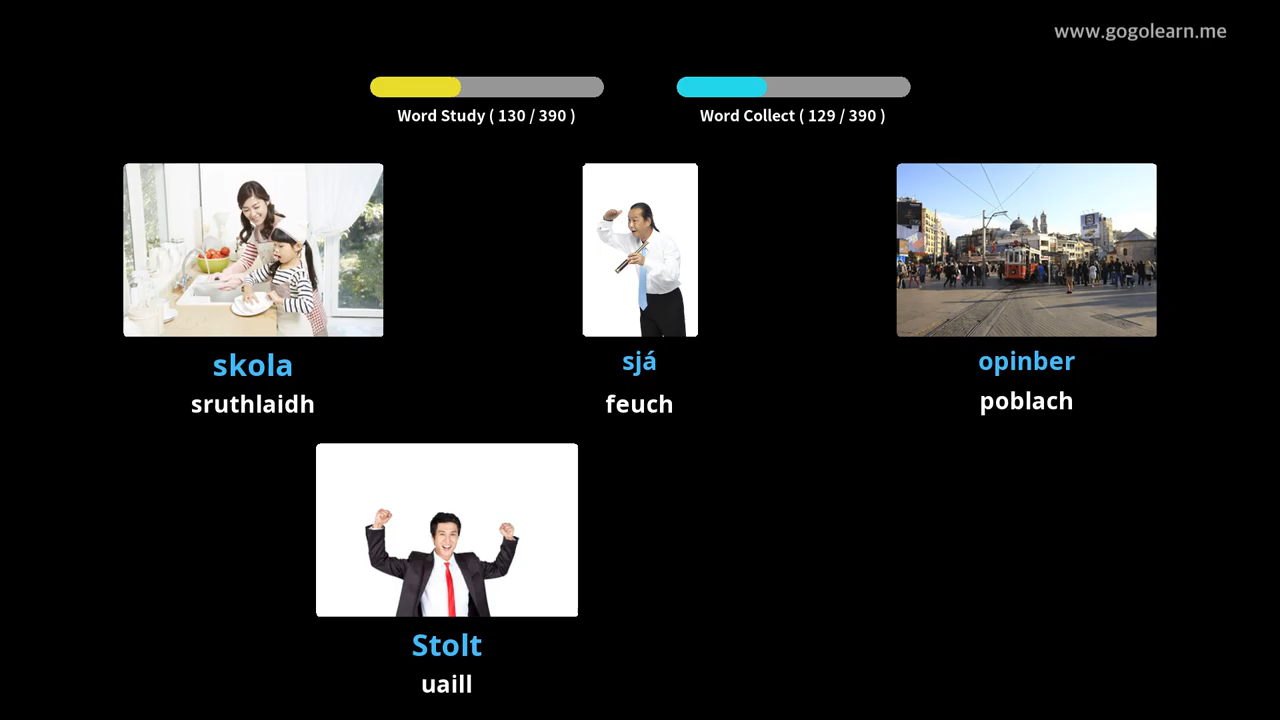 www.gogolearn.me
Word Study ( 130 / 390 )
Word Collect ( 129 / 390 )
skola
sruthlaidh
sjá
feuch
opinber
poblach
Stolt
uaill